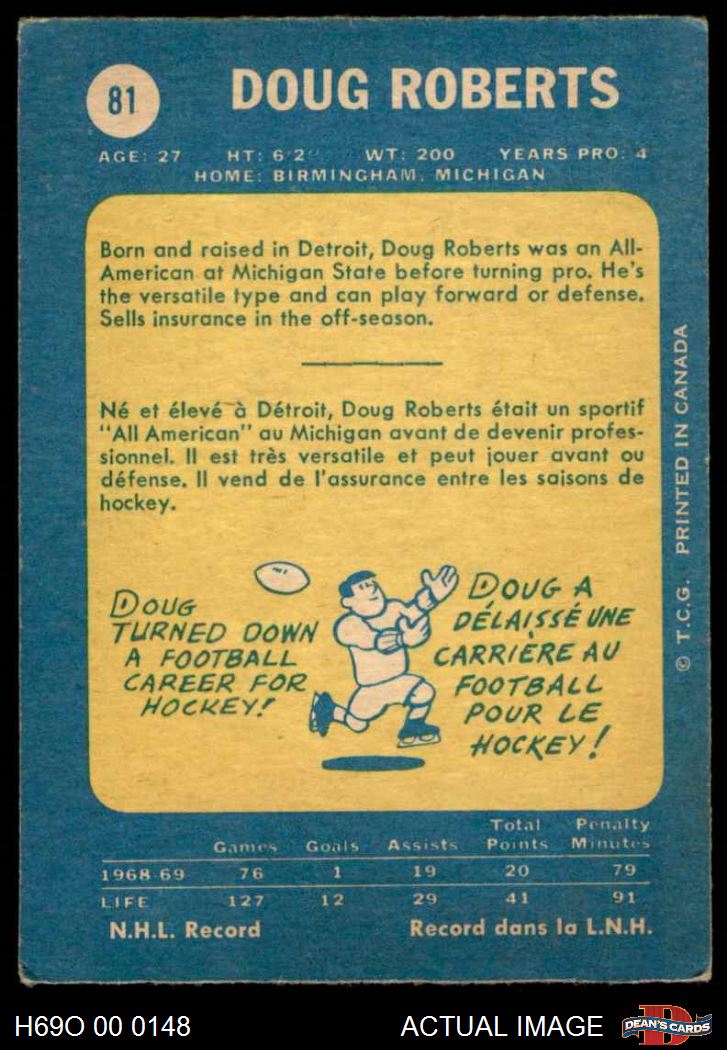 81
DOUG ROBERTS
AGE: 27 HT: 6'2" WT: 200 YEARS PRO: 4
HOME: BIRMINGHAM, MICHIGAN
Born and raised in Detroit, Doug Roberts was an All-
American at Michigan State before turning pro. He's
the versatile type and can play forward or defense.
Sells insurance in the off-season.
Né et élevé à Détroit, Doug Roberts était un sportif
"All American" au Michigan avant de devenir profes-
sionnel. Il est très versatile et peut jouer avant ou
défense. Il vend de l'assurance entre les saisons de
hockey.
DOUG
TURNED DOWN
A FOOTBALL
CAREER FOR
HOCKEY!
DOUG A
DÉLAISSÉ UNE
CARRIÈRE AU
FOOTBALL
POUR LE
HOCKEY!
© T.C.G. PRINTED IN CANADA
Games Goals Assists Total Points Penalty Minutes
1968-69 76 1 19 20 79
LIFE 127 12 29 41 91
N.H.L. Record Record dans la L.N.H.
H69O 00 0148 ACTUAL IMAGE
D
DEAN'S CARDS